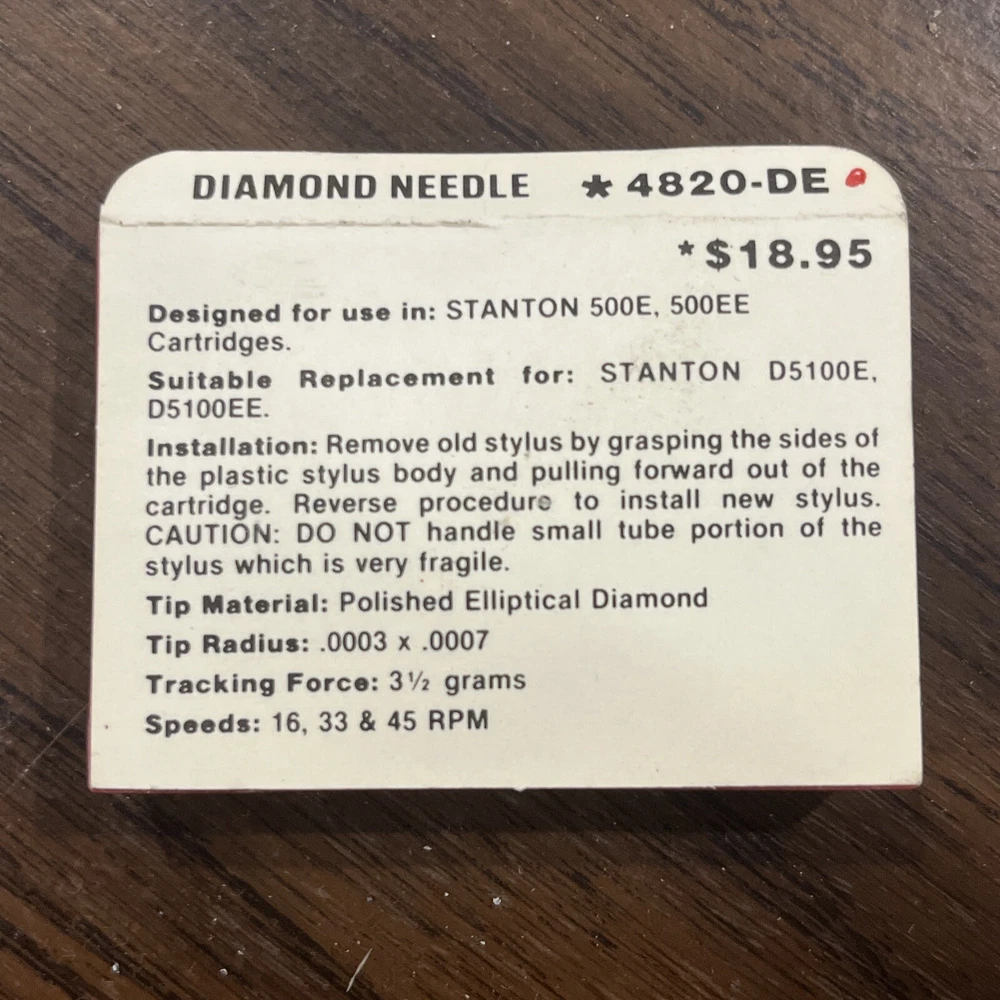 DIAMOND NEEDLE * 4820-DE
*$18.95
Designed for use in: STANTON 500E, 500EE
Cartridges.
Suitable Replacement for: STANTON D5100E,
D5100EE.
Installation: Remove old stylus by grasping the sides of
the plastic stylus body and pulling forward out of the
cartridge. Reverse procedure to install new stylus.
CAUTION: DO NOT handle small tube portion of the
stylus which is very fragile.
Tip Material: Polished Elliptical Diamond
Tip Radius: .0003 x .0007
Tracking Force: 3½ grams
Speeds: 16, 33 & 45 RPM